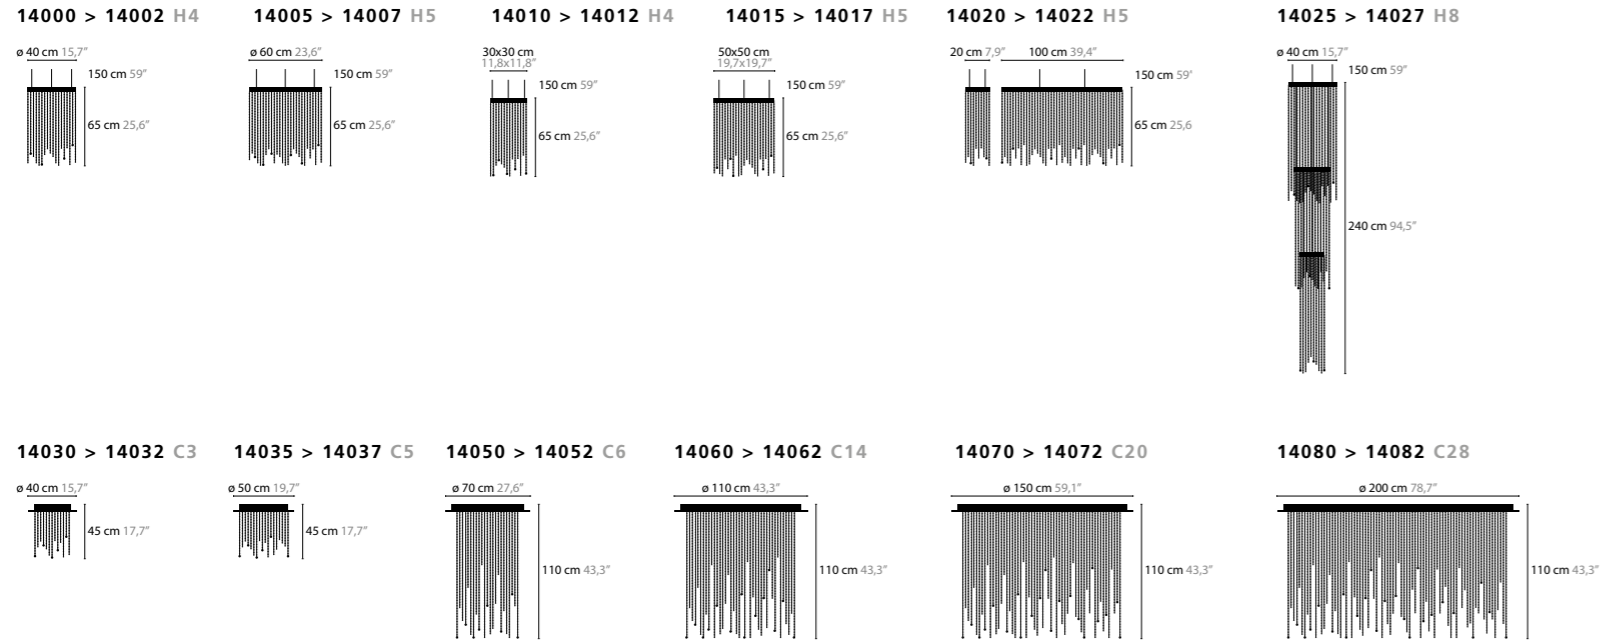 14000 > 14002 H4
14005 > 14007 H5
14010 > 14012 H4
14015 > 14017 H5
14020 > 14022 H5
14025 > 14027 H8
ø 40 cm 15,7”
150 cm 59”
65 cm 25,6”
ø 60 cm 23,6”
150 cm 59”
65 cm 25,6”
30x30 cm
11,8x11,8”
150 cm 59”
65 cm 25,6”
50x50 cm
19,7x19,7”
150 cm 59”
65 cm 25,6”
20 cm 7,9”
100 cm 39,4”
150 cm 59'
65 cm 25,6
ø 40 cm 15,7”
150 cm 59”
240 cm 94,5”
14030 > 14032 C3
14035 > 14037 C5
14050 > 14052 C6
14060 > 14062 C14
14070 > 14072 C20
14080 > 14082 C28
ø 40 cm 15,7”
45 cm 17,7”
ø 50 cm 19,7”
45 cm 17,7”
ø 70 cm 27,6”
110 cm 43,3”
ø 110 cm 43,3”
110 cm 43,3”
ø 150 cm 59,1”
110 cm 43,3”
ø 200 cm 78,7”
110 cm 43,3”